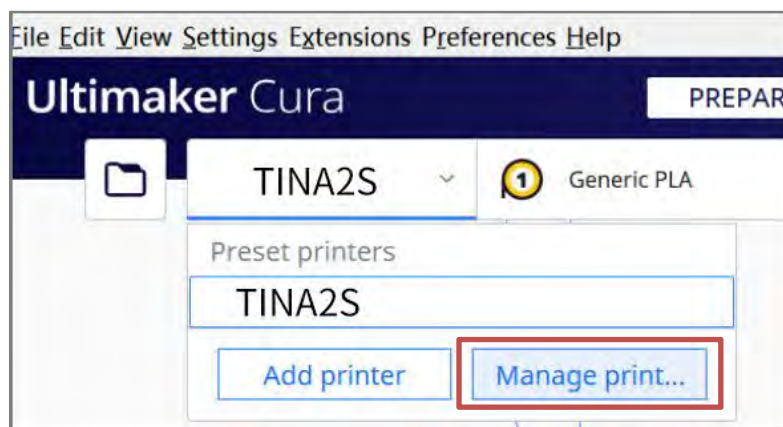 File Edit View Settings Extensions Preferences Help
Ultimaker Cura PREPAR
TINA2S 1 Generic PLA
Preset printers
TINA2S
Add printer Manage print...